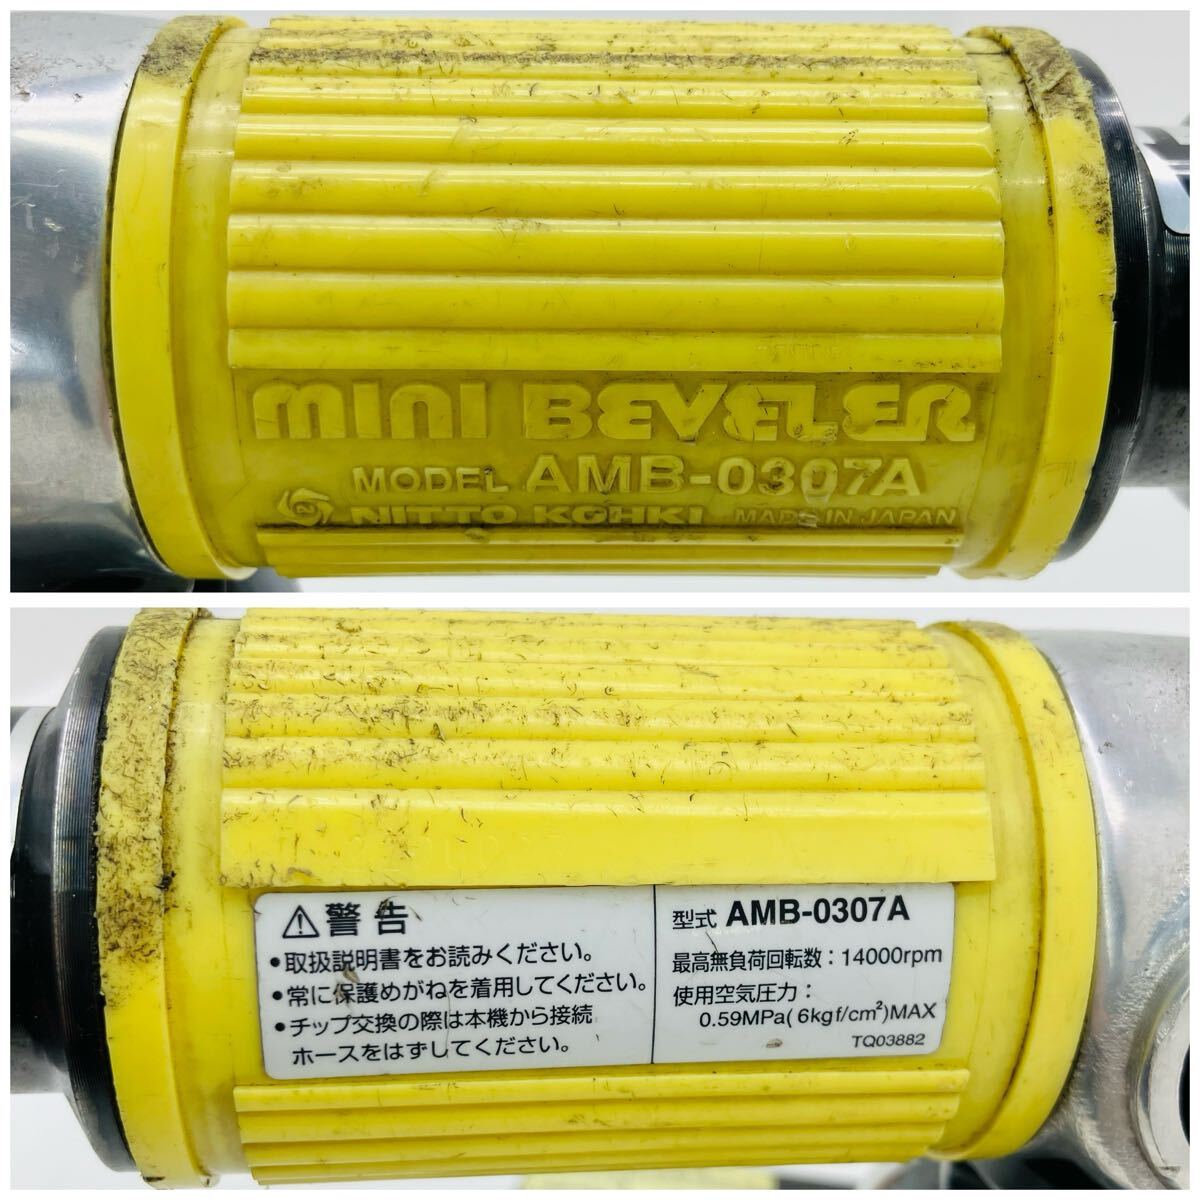 MINI BEVELER
MODEL AMB-0307A
NITTO KOHKI MADE IN JAPAN
⚠警告
•取扱説明書をお読みください。
•常に保護めがねを着用してください。
•チップ交換の際は本機から接続
ホースをはずしてください。
型式 AMB-0307A
最高無負荷回転数：14000rpm
使用空気圧力：
0.59MPa(6kgf/cm²)MAX
TQ03882